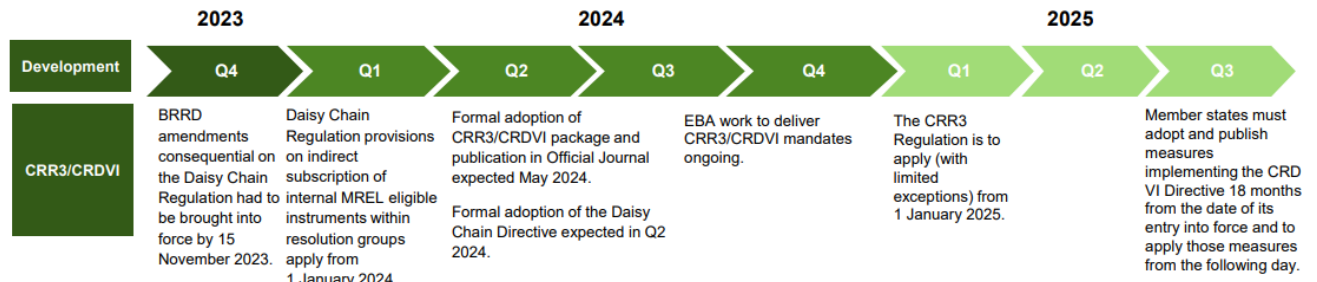 2023
2024
2025
Development
Q4
Q1
Q2
Q3
Q4
Q1
Q2
Q3
CRR3/CRDVI
BRRD
amendments
consequential on
the Daisy Chain
Regulation had to
be brought into
force by 15
November 2023.
Daisy Chain
Regulation provisions
on indirect
subscription of
internal MREL eligible
instruments within
resolution groups
apply from
1 January 2024
Formal adoption of
CRR3/CRDVI package and
publication in Official Journal
expected May 2024.
Formal adoption of the Daisy
Chain Directive expected in Q2
2024.
EBA work to deliver
CRR3/CRDVI mandates
ongoing.
The CRR3
Regulation is to
apply (with
limited
exceptions) from
1 January 2025.
Member states must
adopt and publish
measures
implementing the CRD
VI Directive 18 months
from the date of its
entry into force and to
apply those measures
from the following day.